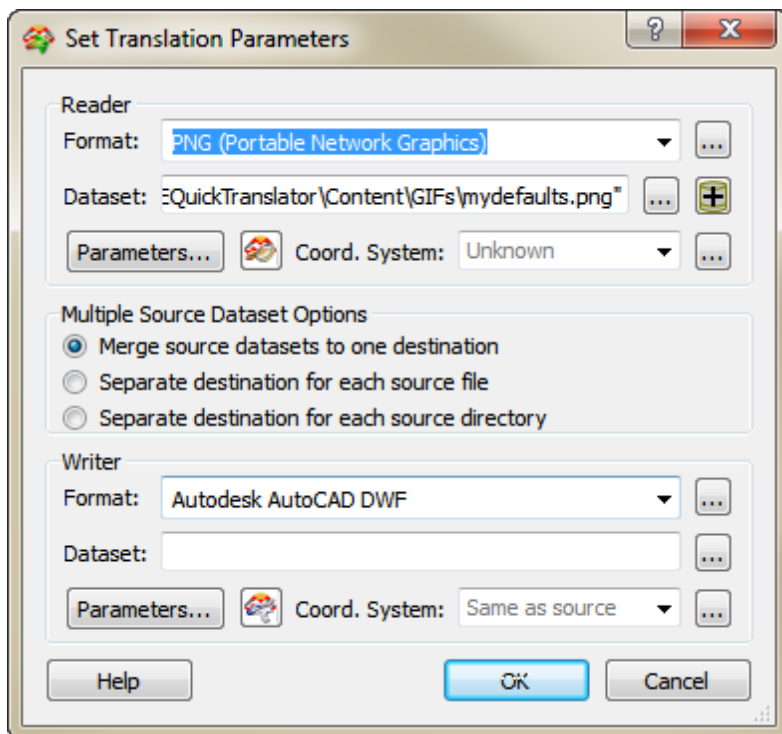 Set Translation Parameters
Reader
Format: PNG (Portable Network Graphics) ...
Dataset: EQuickTranslator\Content\GIFs\mydefaults.png" ...
Parameters... Coord. System: Unknown ...
Multiple Source Dataset Options
Merge source datasets to one destination
Separate destination for each source file
Separate destination for each source directory
Writer
Format: Autodesk AutoCAD DWF ...
Dataset: ...
Parameters... Coord. System: Same as source ...
Help OK Cancel